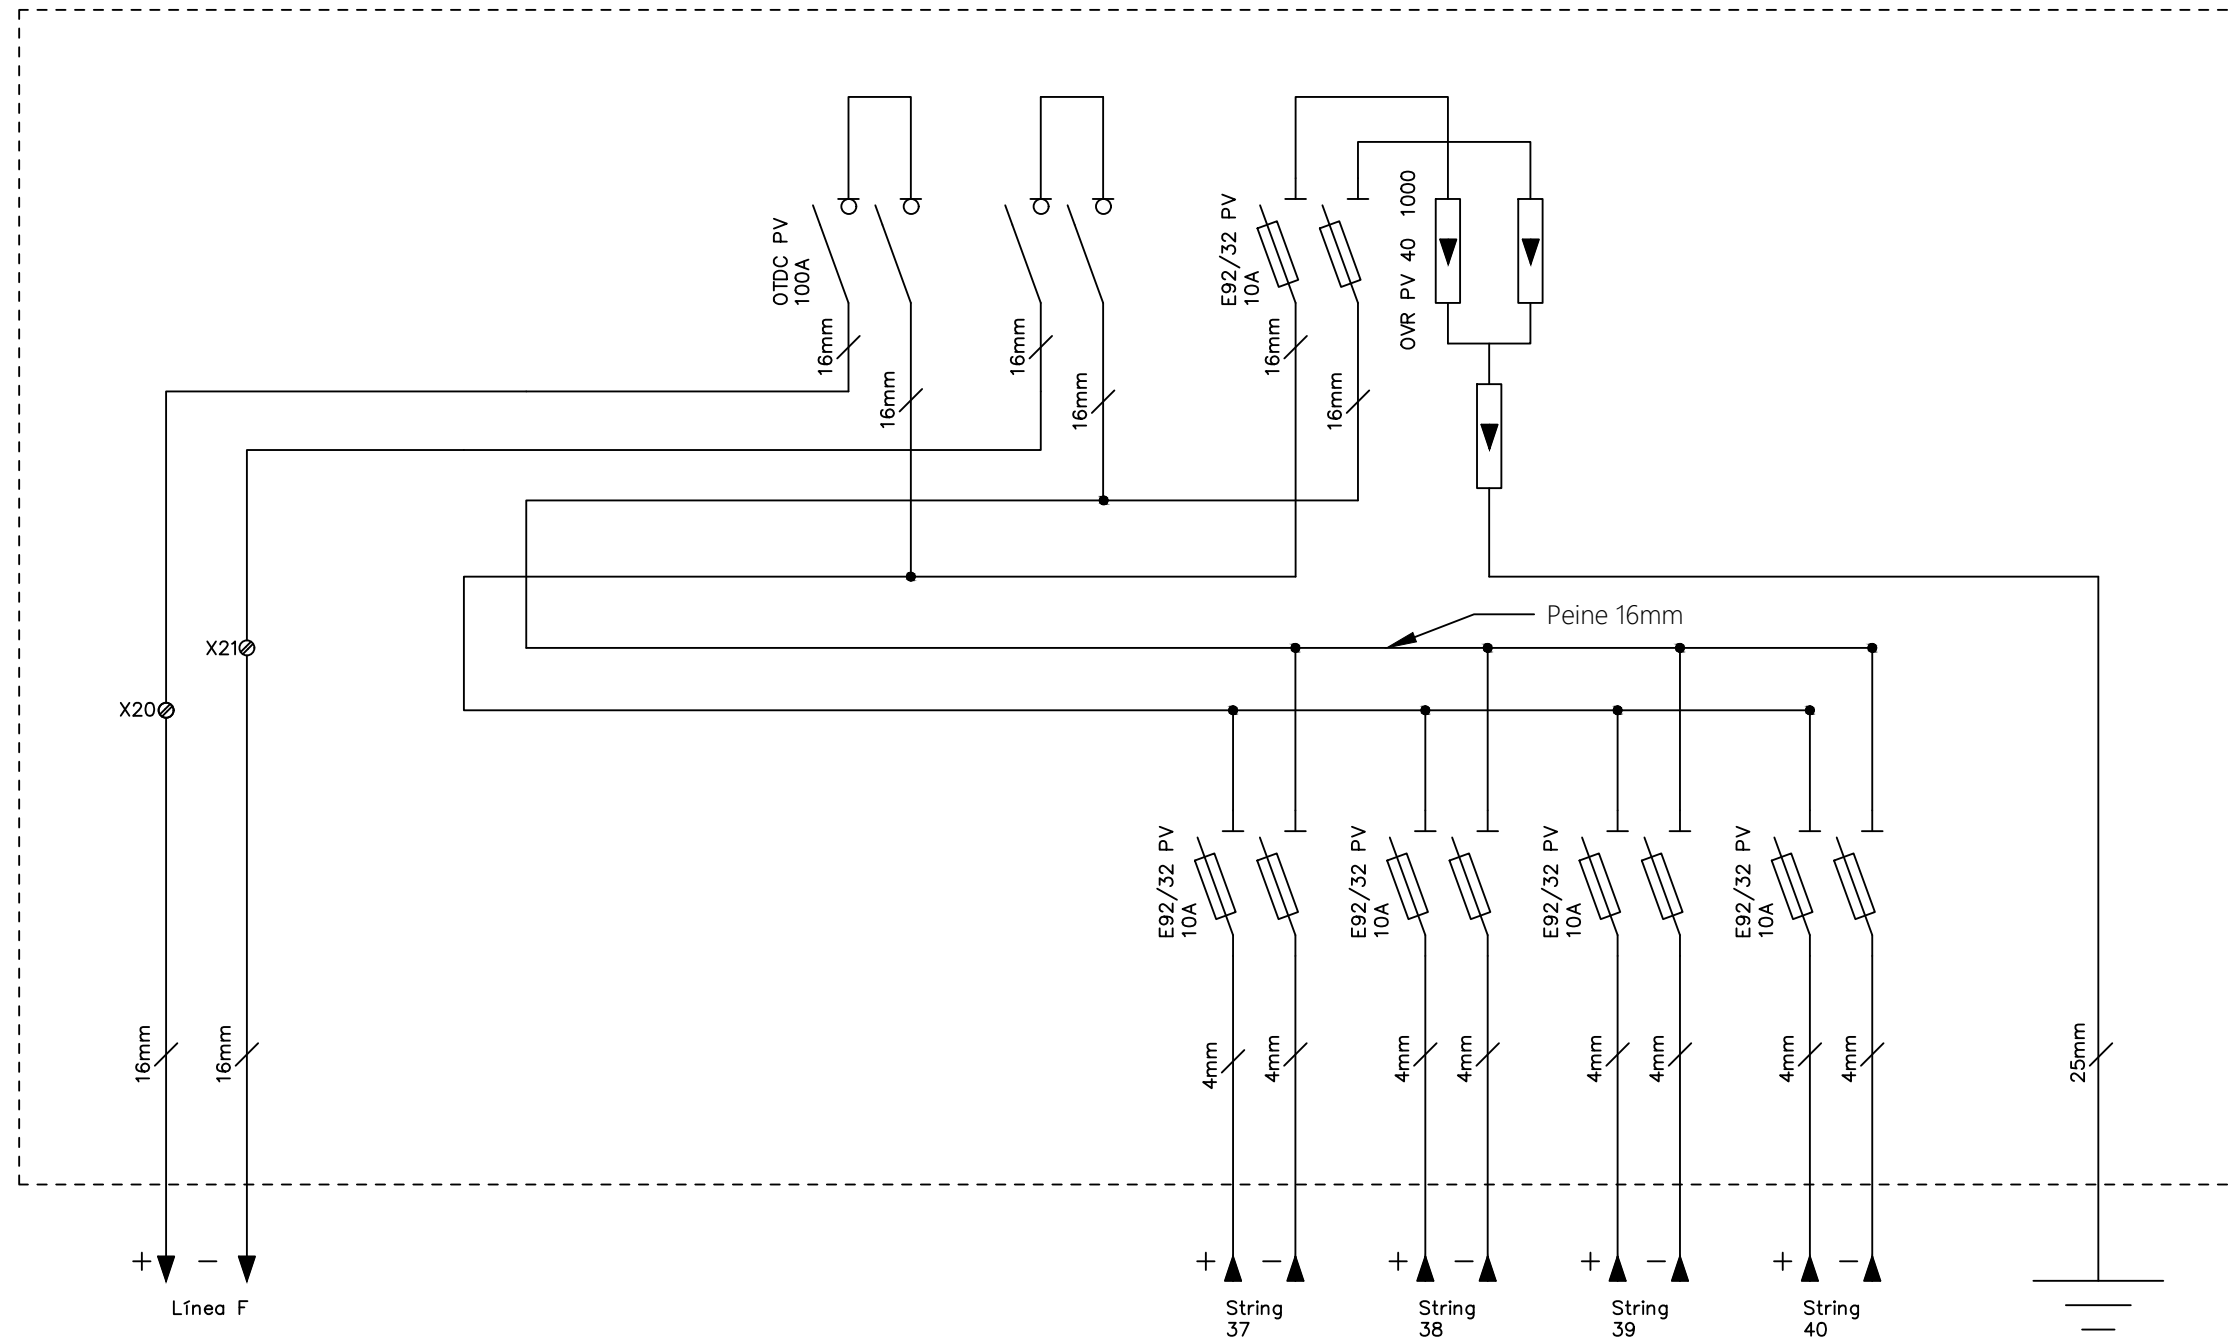 OTDC PV
100A
E92/32 PV
10A
OVR PV 40 1000
16mm
16mm
16mm
16mm
16mm
16mm
Peine 16mm
X21
X20
E92/32 PV
10A
E92/32 PV
10A
E92/32 PV
10A
E92/32 PV
10A
16mm
16mm
4mm
4mm
4mm
4mm
4mm
4mm
4mm
4mm
25mm
+ −
+ −
+ −
+ −
+ −
Línea F
String
37
String
38
String
39
String
40